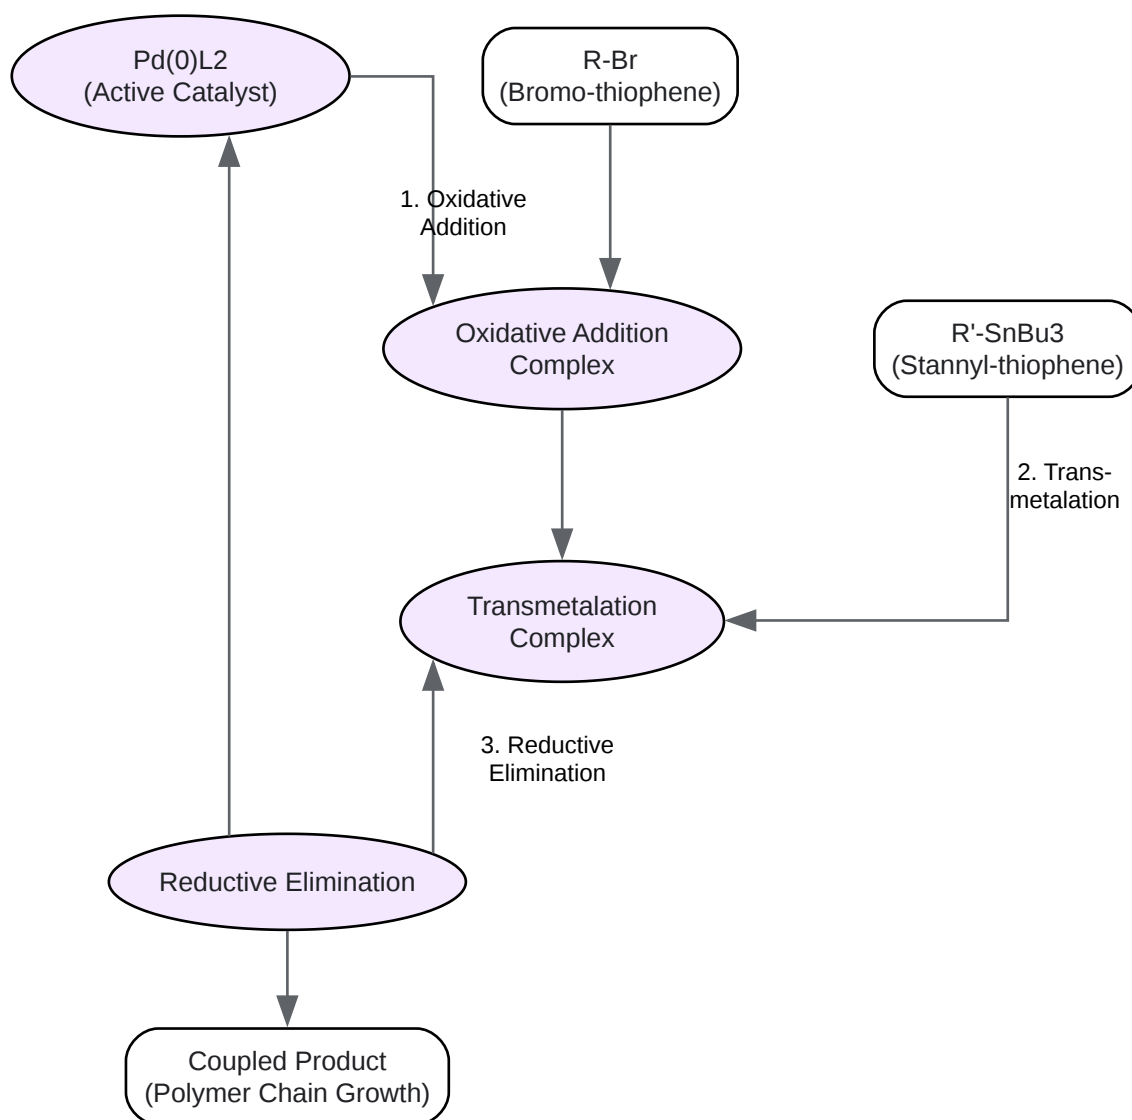 Pd(0)L2
(Active Catalyst)
R-Br
(Bromo-thiophene)
1. Oxidative
Addition
Oxidative Addition
Complex
R'-SnBu3
(Stannyl-thiophene)
2. Trans-
metalation
Transmetalation
Complex
3. Reductive
Elimination
Reductive Elimination
Coupled Product
(Polymer Chain Growth)